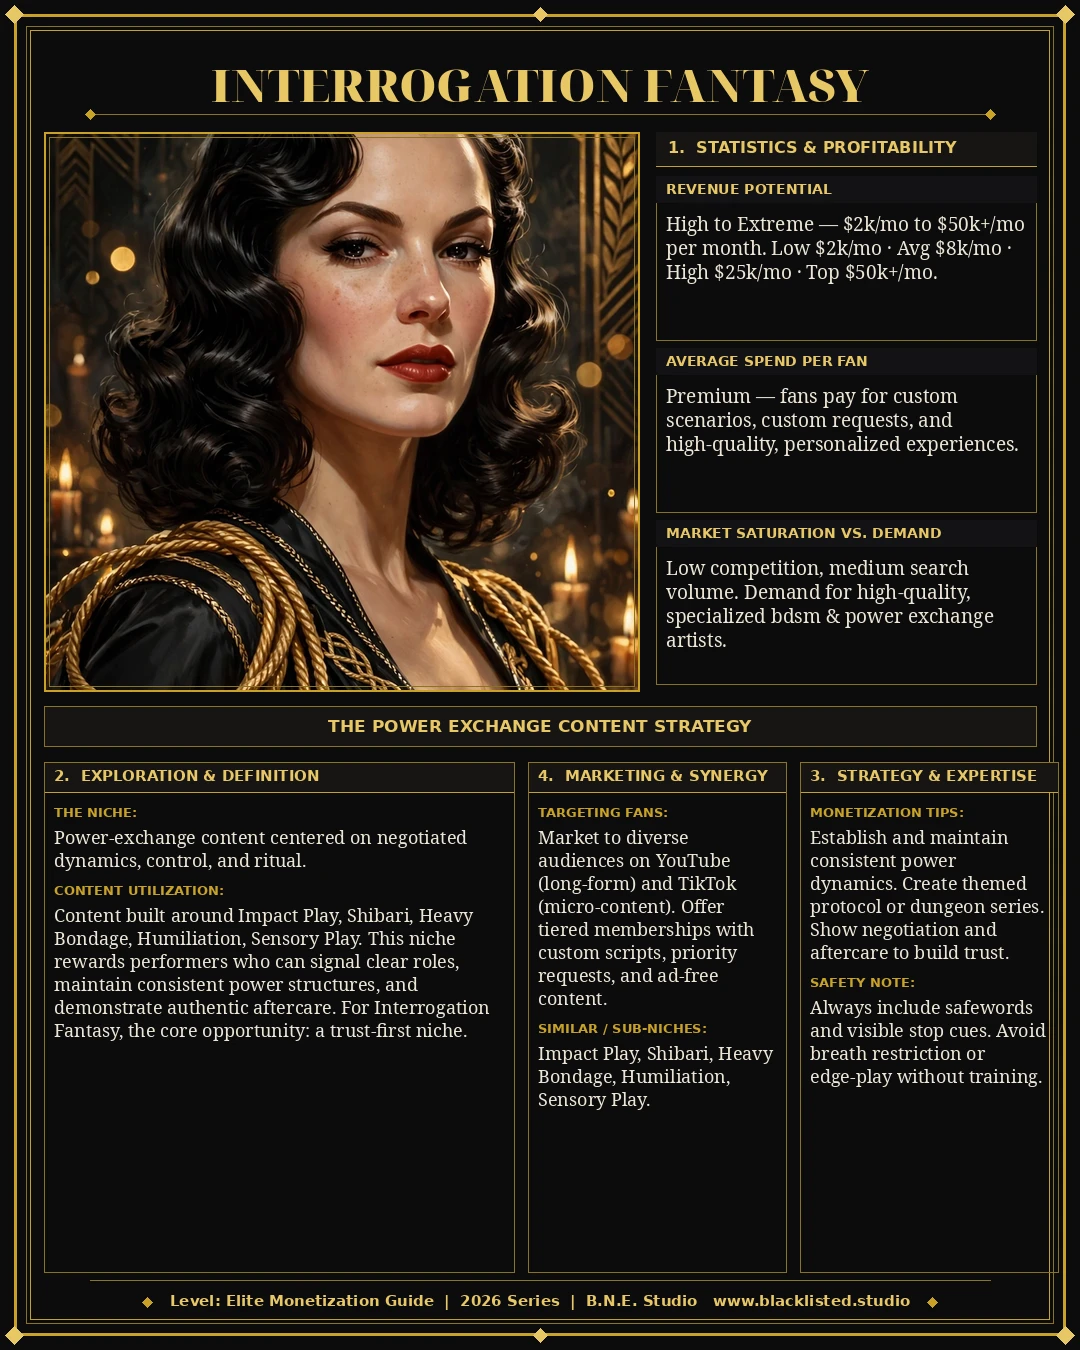 INTERROGATION FANTASY
1. STATISTICS & PROFITABILITY
REVENUE POTENTIAL
High to Extreme — $2k/mo to $50k+/mo
per month. Low $2k/mo · Avg $8k/mo ·
High $25k/mo · Top $50k+/mo.
AVERAGE SPEND PER FAN
Premium — fans pay for custom
scenarios, custom requests, and
high-quality, personalized experiences.
MARKET SATURATION VS. DEMAND
Low competition, medium search
volume. Demand for high-quality,
specialized bdsm & power exchange
artists.
THE POWER EXCHANGE CONTENT STRATEGY
2. EXPLORATION & DEFINITION
THE NICHE:
Power-exchange content centered on negotiated
dynamics, control, and ritual.
CONTENT UTILIZATION:
Content built around Impact Play, Shibari, Heavy
Bondage, Humiliation, Sensory Play. This niche
rewards performers who can signal clear roles,
maintain consistent power structures, and
demonstrate authentic aftercare. For Interrogation
Fantasy, the core opportunity: a trust-first niche.
4. MARKETING & SYNERGY
TARGETING FANS:
Market to diverse
audiences on YouTube
(long-form) and TikTok
(micro-content). Offer
tiered memberships with
custom scripts, priority
requests, and ad-free
content.
SIMILAR / SUB-NICHES:
Impact Play, Shibari, Heavy
Bondage, Humiliation,
Sensory Play.
3. STRATEGY & EXPERTISE
MONETIZATION TIPS:
Establish and maintain
consistent power
dynamics. Create themed
protocol or dungeon series.
Show negotiation and
aftercare to build trust.
SAFETY NOTE:
Always include safewords
and visible stop cues. Avoid
breath restriction or
edge-play without training.
Level: Elite Monetization Guide | 2026 Series | B.N.E. Studio www.blacklisted.studio